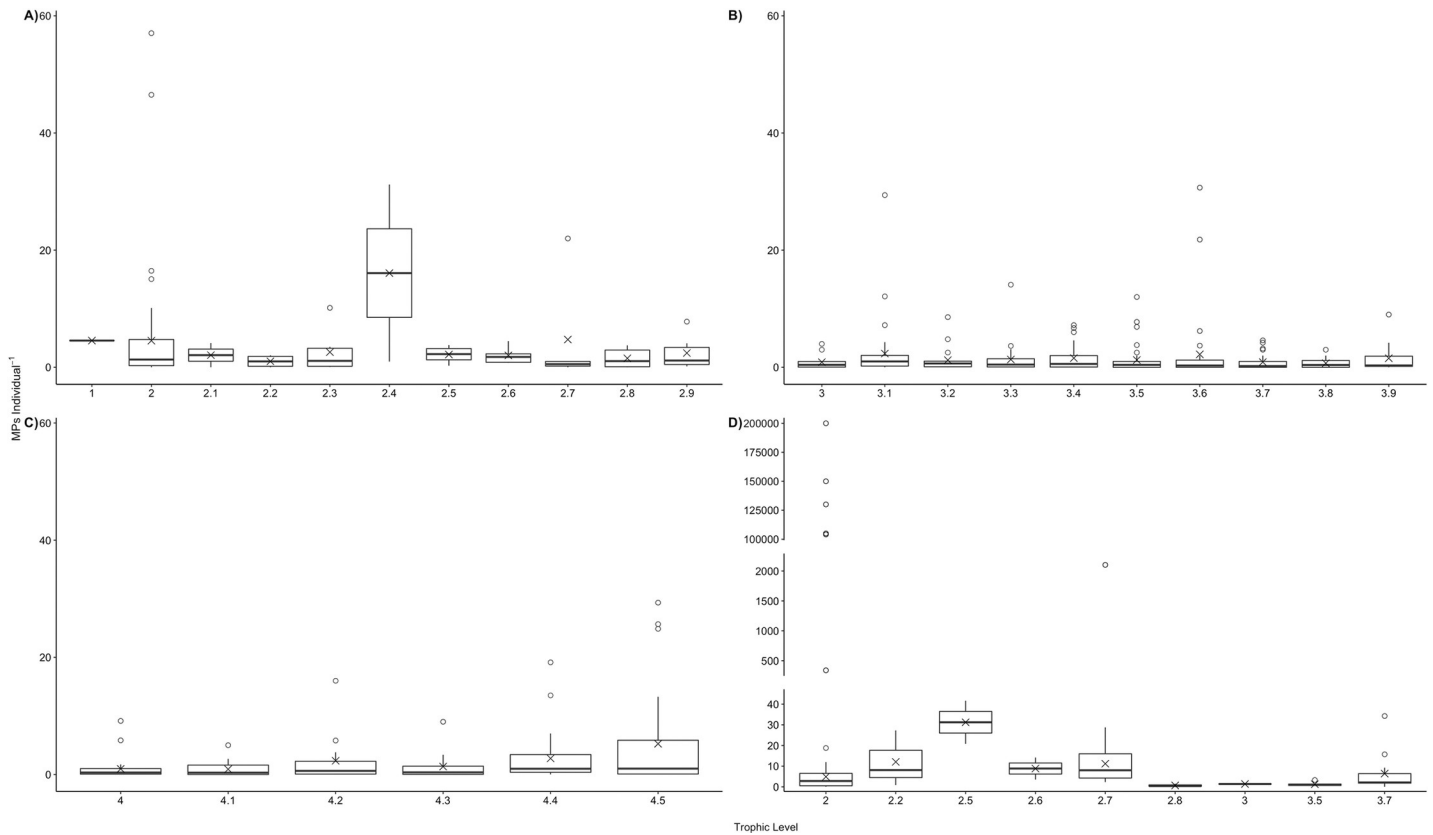 A)
60
40
20
0
1 2 2.1 2.2 2.3 2.4 2.5 2.6 2.7 2.8 2.9
B)
60
40
20
0
3 3.1 3.2 3.3 3.4 3.5 3.6 3.7 3.8 3.9
MPs Individual⁻¹
C)
60
40
20
0
4 4.1 4.2 4.3 4.4 4.5
D)
200000
175000
150000
125000
100000
2000
1500
1000
500
40
30
20
10
0
2 2.2 2.5 2.6 2.7 2.8 3 3.5 3.7
Trophic Level